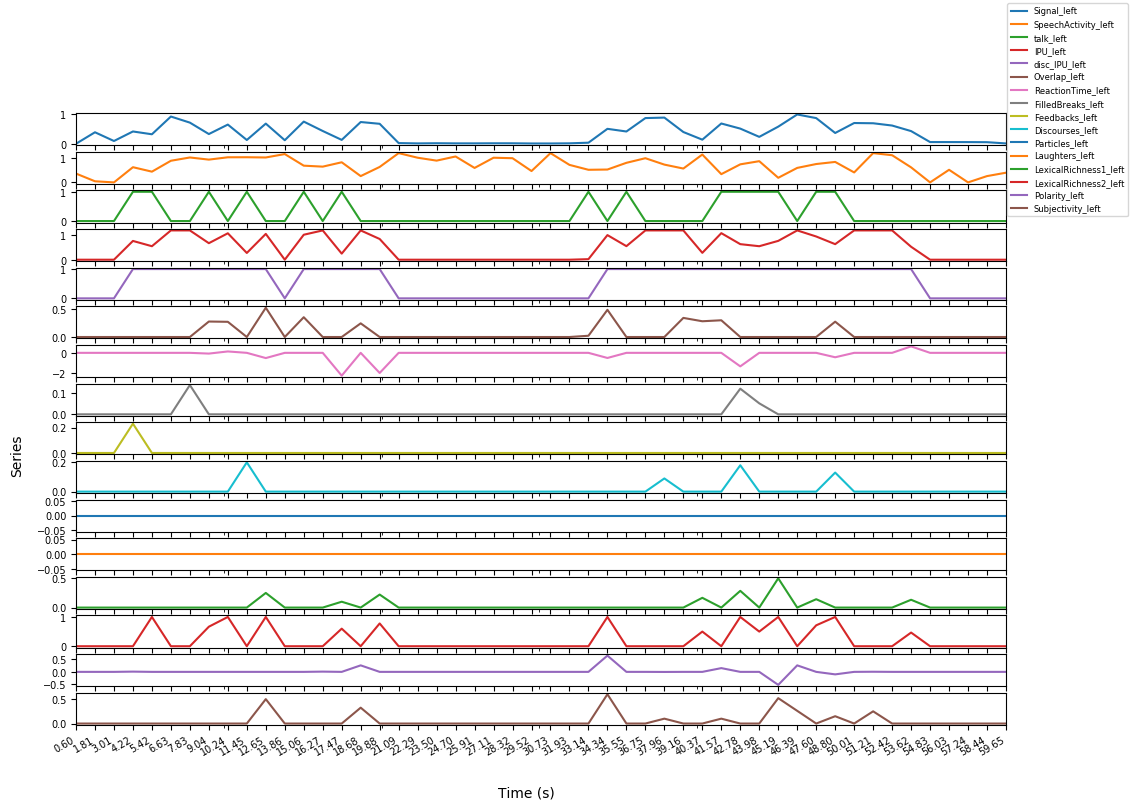 Signal_left
SpeechActivity_left
talk_left
IPU_left
disc_IPU_left
Overlap_left
ReactionTime_left
FilledBreaks_left
Feedbacks_left
Discourses_left
Particles_left
Laughters_left
LexicalRichness1_left
LexicalRichness2_left
Polarity_left
Subjectivity_left
1
0
1
0
1
0
1
0
1
0
0.5
0.0
0
−2
0.1
0.0
0.2
0.0
0.2
0.0
0.05
0.00
−0.05
0.05
0.00
−0.05
0.5
0.0
1
0
0.5
0.0
−0.5
0.5
0.0
Series
0.60 1.81 3.01 4.22 5.42 6.63 7.83 9.04 10.24 11.45 12.65 13.86 15.06 16.27 17.47 18.68 19.88 21.09 22.29 23.50 24.70 25.91 27.11 28.32 29.52 30.73 31.93 33.14 34.34 35.55 36.75 37.96 39.16 40.37 41.57 42.78 43.98 45.19 46.39 47.60 48.80 50.01 51.21 52.42 53.62 54.83 56.03 57.24 58.44 59.65
Time (s)